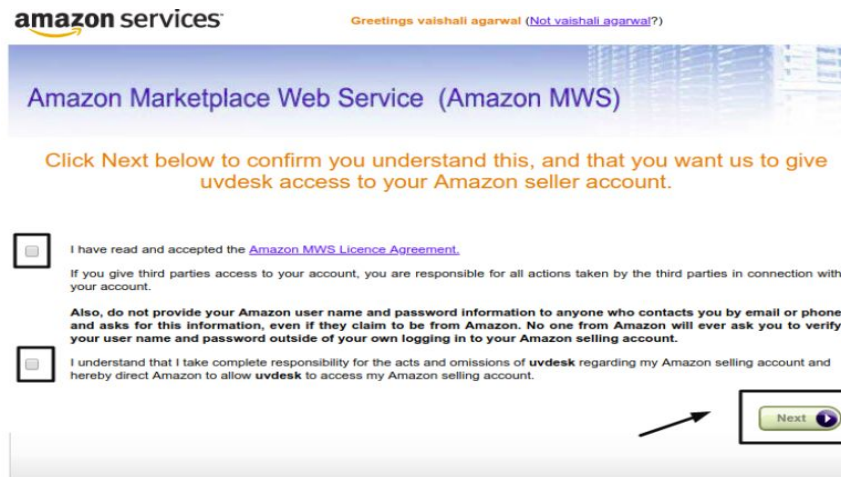 amazon services
Greetings vaishali agarwal (Not vaishali agarwal?)
Amazon Marketplace Web Service (Amazon MWS)
Click Next below to confirm you understand this, and that you want us to give
uvdesk access to your Amazon seller account.
I have read and accepted the Amazon MWS Licence Agreement.
If you give third parties access to your account, you are responsible for all actions taken by the third parties in connection with
your account.
Also, do not provide your Amazon user name and password information to anyone who contacts you by email or phone
and asks for this information, even if they claim to be from Amazon. No one from Amazon will ever ask you to verify
your user name and password outside of your own logging in to your Amazon selling account.
I understand that I take complete responsibility for the acts and omissions of uvdesk regarding my Amazon selling account and
hereby direct Amazon to allow uvdesk to access my Amazon selling account.
Next